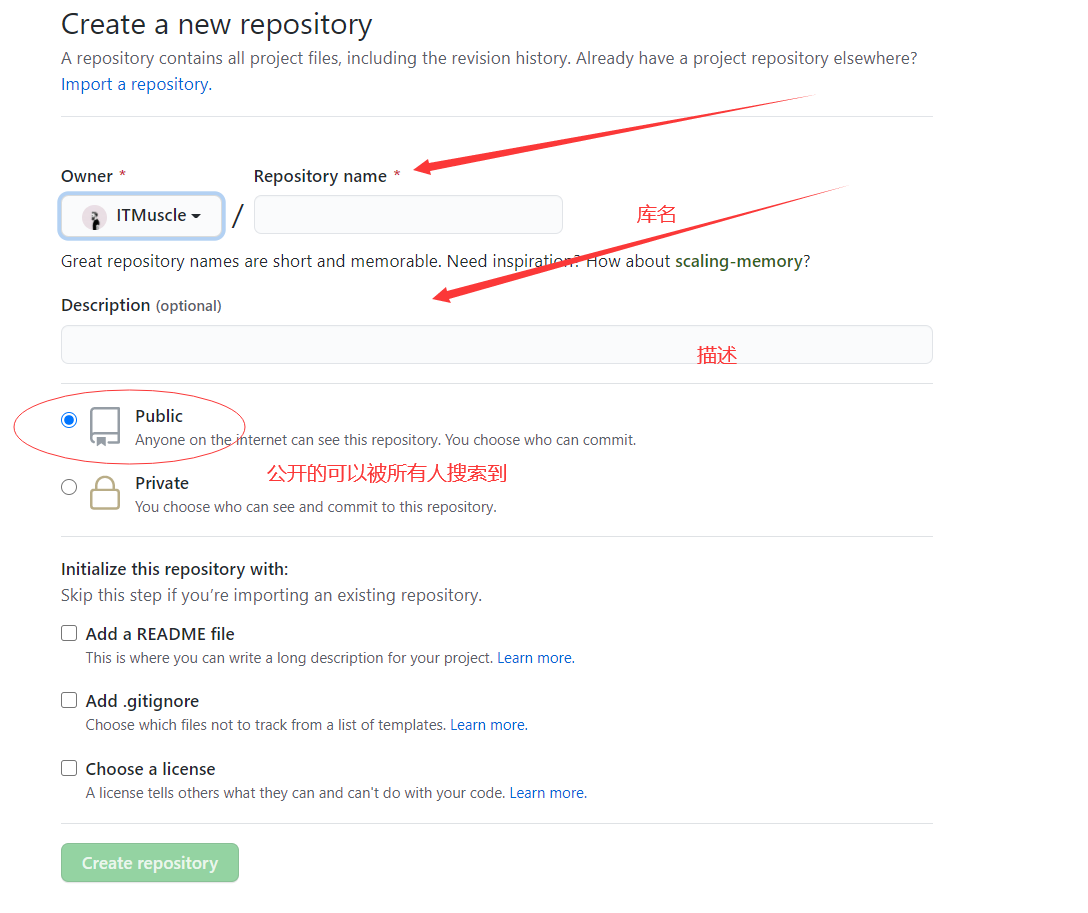 Create a new repository
A repository contains all project files, including the revision history. Already have a project repository elsewhere?
Import a repository.
Owner * Repository name *
ITMuscle / 库名
Great repository names are short and memorable. Need inspiration? How about scaling-memory?
Description (optional)
描述
Public
Anyone on the internet can see this repository. You choose who can commit.
公开的可以被所有人搜索到
Private
You choose who can see and commit to this repository.
Initialize this repository with:
Skip this step if you’re importing an existing repository.
Add a README file
This is where you can write a long description for your project. Learn more.
Add .gitignore
Choose which files not to track from a list of templates. Learn more.
Choose a license
A license tells others what they can and can't do with your code. Learn more.
Create repository